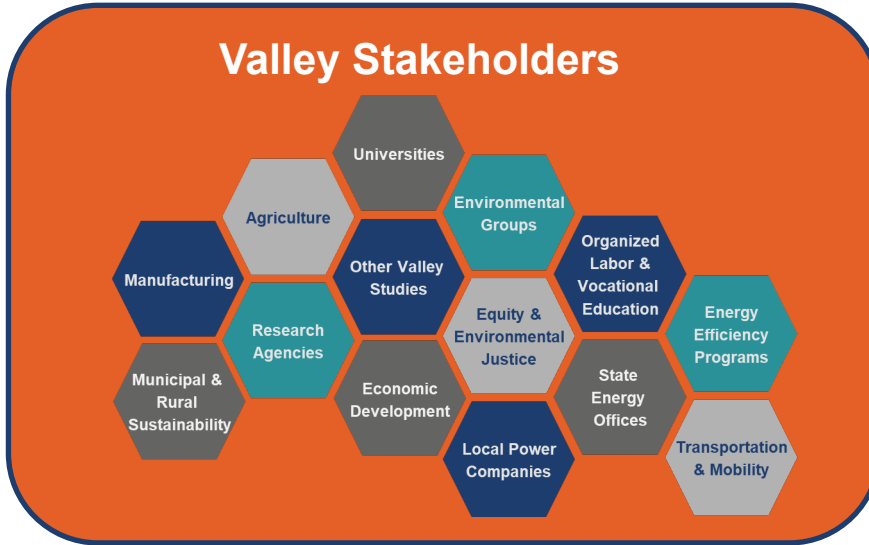 Valley Stakeholders
Universities
Agriculture
Environmental
Groups
Manufacturing
Other Valley
Studies
Organized
Labor &
Vocational
Education
Research
Agencies
Equity &
Environmental
Justice
Energy
Efficiency
Programs
Municipal &
Rural
Sustainability
Economic
Development
State
Energy
Offices
Local Power
Companies
Transportation
& Mobility